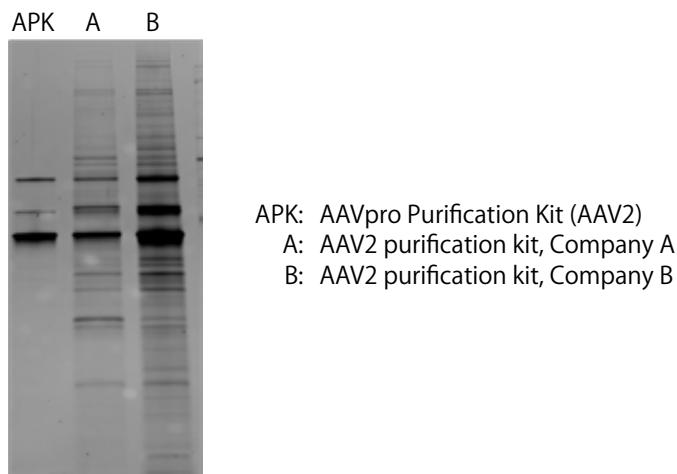 APK A B
APK: AAVpro Purification Kit (AAV2)
A: AAV2 purification kit, Company A
B: AAV2 purification kit, Company B